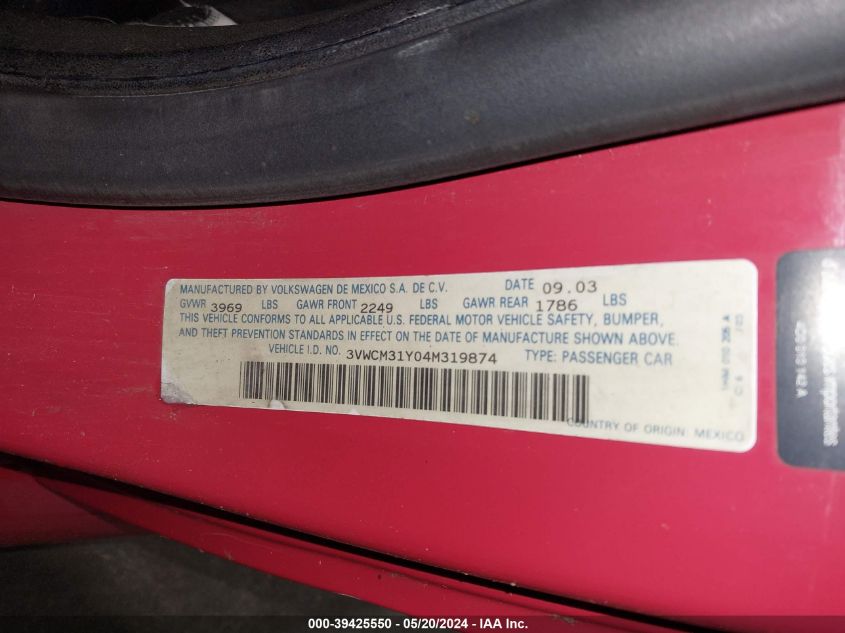 MANUFACTURED BY VOLKSWAGEN DE MEXICO S.A. DE C.V. DATE 09.03
GVWR 3969 LBS GAWR FRONT 2249 LBS GAWR REAR 1786 LBS
THIS VEHICLE CONFORMS TO ALL APPLICABLE U.S. FEDERAL MOTOR VEHICLE SAFETY, BUMPER,
AND THEFT PREVENTION STANDARDS IN EFFECT ON THE DATE OF MANUFACTURE SHOWN ABOVE.
VEHICLE I.D. NO. 3VWCM31Y04M319874 TYPE: PASSENGER CAR
COUNTRY OF ORIGIN: MEXICO
000-39425550 - 05/20/2024 - IAA Inc.